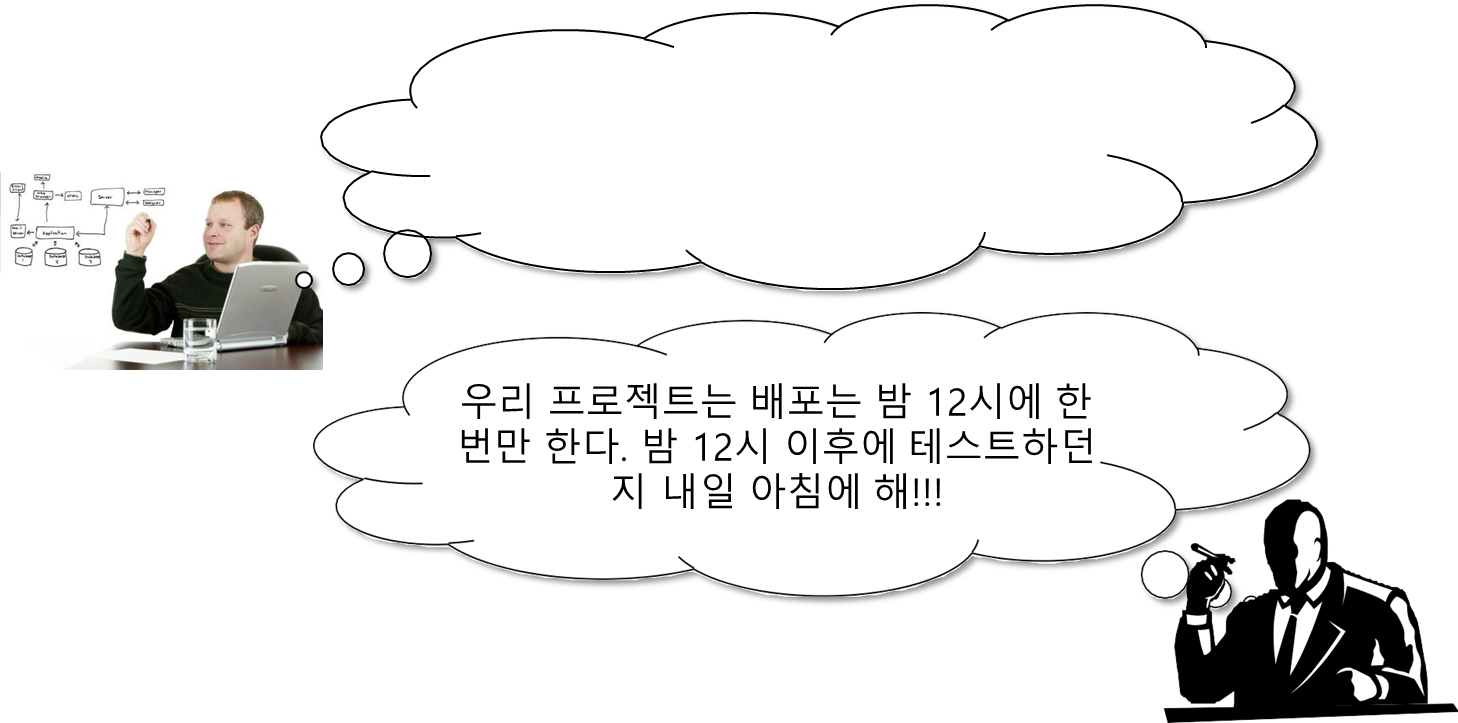 Server
Application
우리 프로젝트는 배포는 밤 12시에 한
번만 한다. 밤 12시 이후에 테스트하던
지 내일 아침에 해!!!